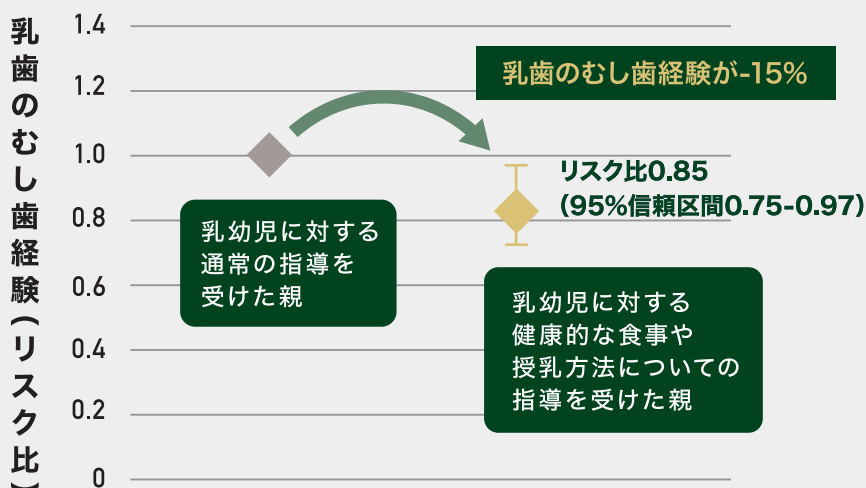 乳歯のむし歯経験(リスク比)
1.4
1.2
1.0
0.8
0.6
0.4
0.2
0
乳歯のむし歯経験が-15%
リスク比0.85
(95%信頼区間0.75-0.97)
乳幼児に対する
通常の指導を
受けた親
乳幼児に対する
健康的な食事や
授乳方法についての
指導を受けた親